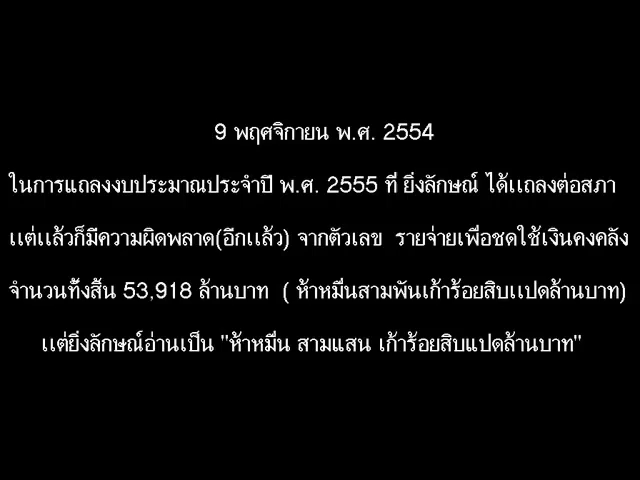 9 พฤศจิกายน พ.ศ. 2554
ในการแถลงงบประมาณประจำปี พ.ศ. 2555 ที่ ยิ่งลักษณ์ ได้แถลงต่อสภา
แต่แล้วก็มีความผิดพลาด(อีกแล้ว) จากตัวเลข รายจ่ายเพื่อชดใช้เงินคงคลัง
จำนวนทั้งสิ้น 53,918 ล้านบาท ( ห้าหมื่นสามพันเก้าร้อยสิบแปดล้านบาท)
แต่ยิ่งลักษณ์อ่านเป็น "ห้าหมื่น สามแสน เก้าร้อยสิบแปดล้านบาท"